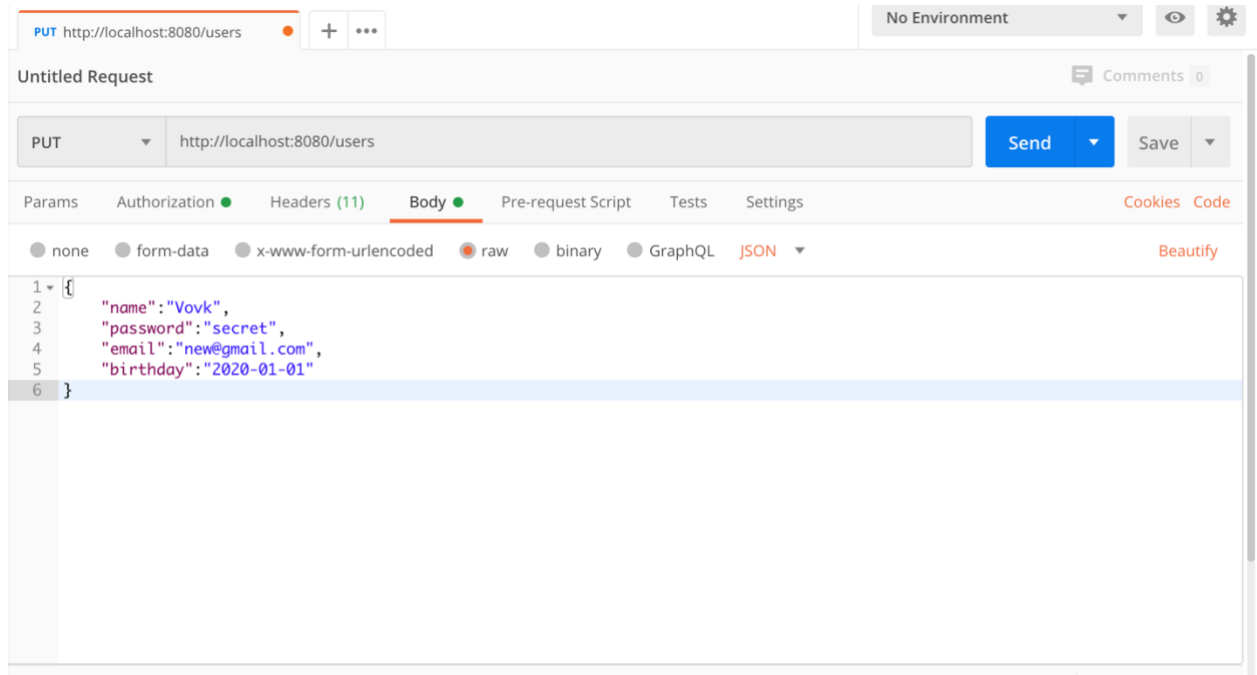 PUT http://localhost:8080/users No Environment
Untitled Request Comments 0
PUT http://localhost:8080/users Send Save
Params Authorization Headers (11) Body Pre-request Script Tests Settings Cookies Code
none form-data x-www-form-urlencoded raw binary GraphQL JSON Beautify
1 {
2 "name":"Vovk",
3 "password":"secret",
4 "email":"new@gmail.com",
5 "birthday":"2020-01-01"
6 }